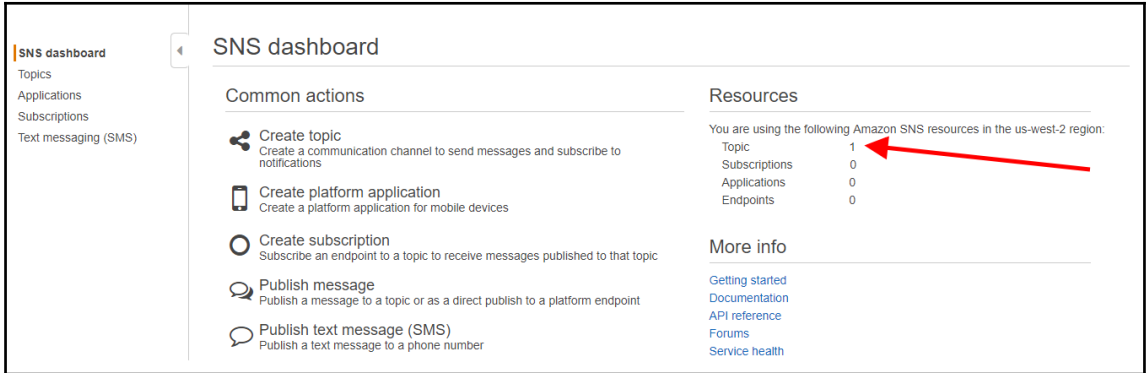 SNS dashboard
Topics
Applications
Subscriptions
Text messaging (SMS)
SNS dashboard
Common actions
Create topic
Create a communication channel to send messages and subscribe to
notifications
Create platform application
Create a platform application for mobile devices
Create subscription
Subscribe an endpoint to a topic to receive messages published to that topic
Publish message
Publish a message to a topic or as a direct publish to a platform endpoint
Publish text message (SMS)
Publish a text message to a phone number
Resources
You are using the following Amazon SNS resources in the us-west-2 region:
Topic 1
Subscriptions 0
Applications 0
Endpoints 0
More info
Getting started
Documentation
API reference
Forums
Service health